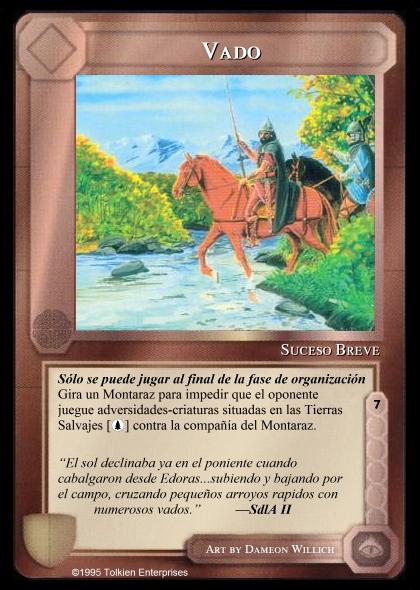 VADO
SUCESO BREVE
Sólo se puede jugar al final de la fase de organización
Gira un Montaraz para impedir que el oponente
juegue adversidades-criaturas situadas en las Tierras
Salvajes [ ] contra la compañía del Montaraz.
7
“El sol declinaba ya en el poniente cuando
cabalgaron desde Edoras...subiendo y bajando por
el campo, cruzando pequeños arroyos rapidos con
numerosos vados.” —SdlA II
ART BY DAMEON WILLICH
©1995 Tolkien Enterprises